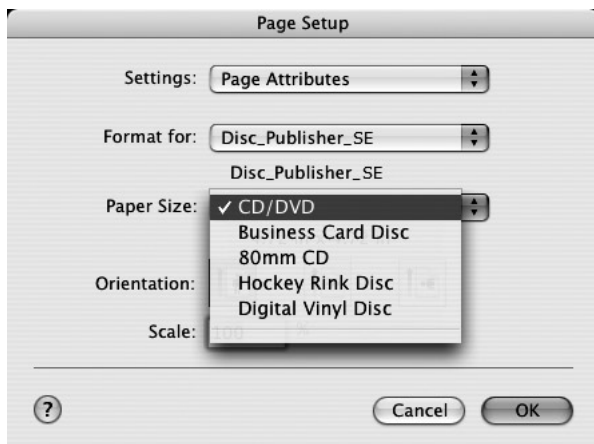 Page Setup
Settings: Page Attributes
Format for: Disc_Publisher_SE
Disc_Publisher_SE
Paper Size: ✓ CD/DVD
Business Card Disc
80mm CD
Hockey Rink Disc
Digital Vinyl Disc
Orientation:
Scale: 100 %
? Cancel OK